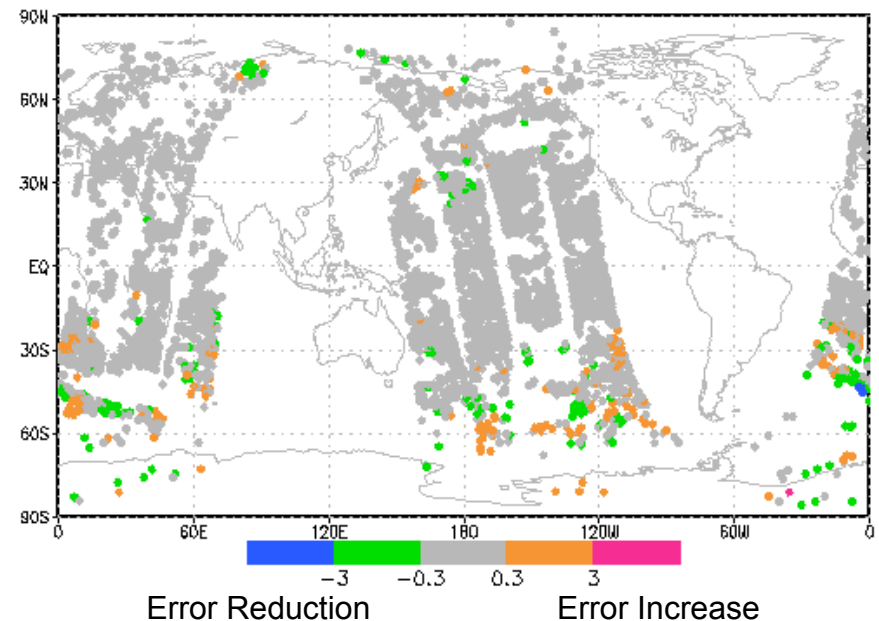 90N
60N
30N
EQ
30S
60S
90S
0 60E 120E 180 120W 60W 0
-3 -0.3 0.3 3
Error Reduction Error Increase